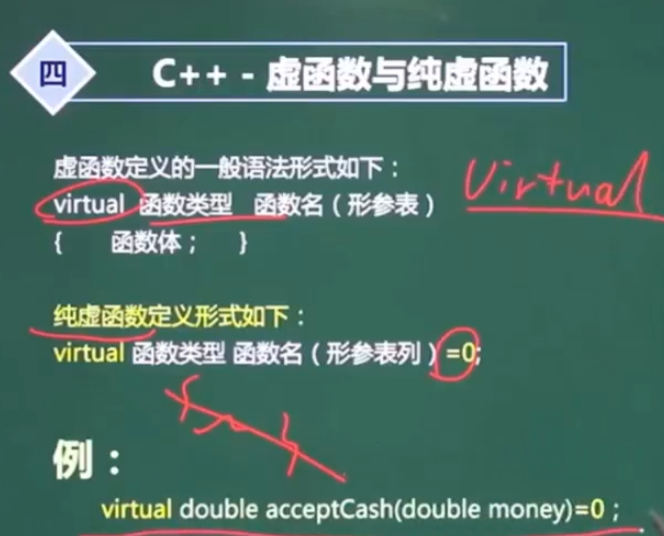 四
C++ - 虚函数与纯虚函数
虚函数定义的一般语法形式如下：
Virtual
virtual 函数类型 函数名（形参表）
{ 函数体； }
纯虚函数定义形式如下：
virtual 函数类型 函数名（形参表列）=0;
{~}
例：
virtual double acceptCash(double money)=0；